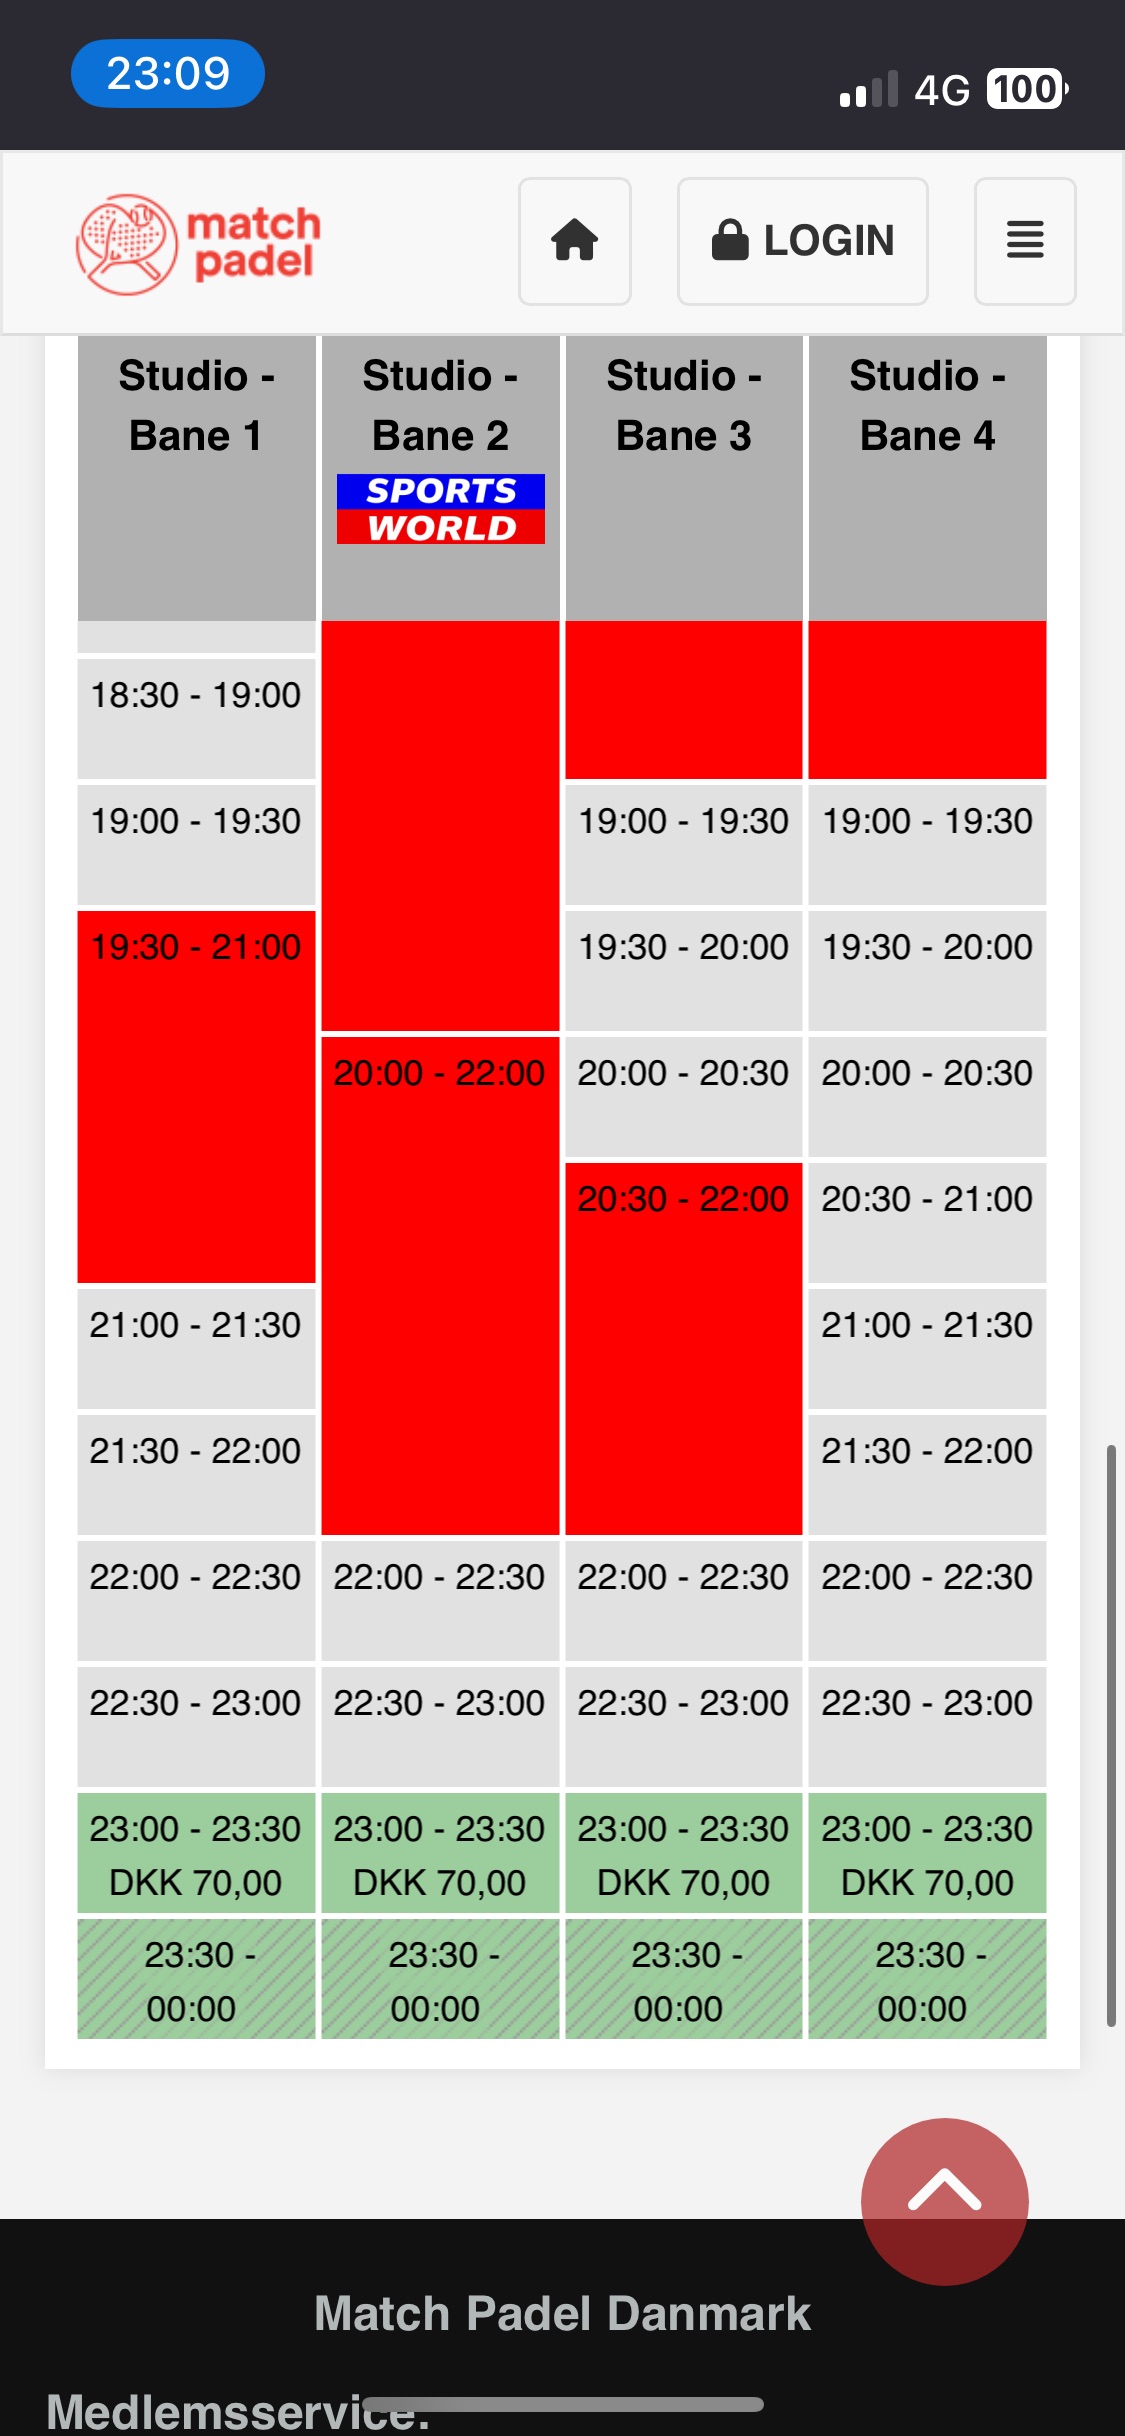 23:09
4G 100
match
padel
LOGIN
Studio -
Bane 1
Studio -
Bane 2
SPORTS
WORLD
Studio -
Bane 3
Studio -
Bane 4
18:30 - 19:00
19:00 - 19:30
19:00 - 19:30
19:00 - 19:30
19:30 - 21:00
19:30 - 20:00
19:30 - 20:00
20:00 - 22:00
20:00 - 20:30
20:00 - 20:30
20:30 - 22:00
20:30 - 21:00
21:00 - 21:30
21:00 - 21:30
21:30 - 22:00
21:30 - 22:00
22:00 - 22:30
22:00 - 22:30
22:00 - 22:30
22:00 - 22:30
22:30 - 23:00
22:30 - 23:00
22:30 - 23:00
22:30 - 23:00
23:00 - 23:30
DKK 70,00
23:00 - 23:30
DKK 70,00
23:00 - 23:30
DKK 70,00
23:00 - 23:30
DKK 70,00
23:30 -
00:00
23:30 -
00:00
23:30 -
00:00
23:30 -
00:00
Match Padel Danmark
Medlemsservice: